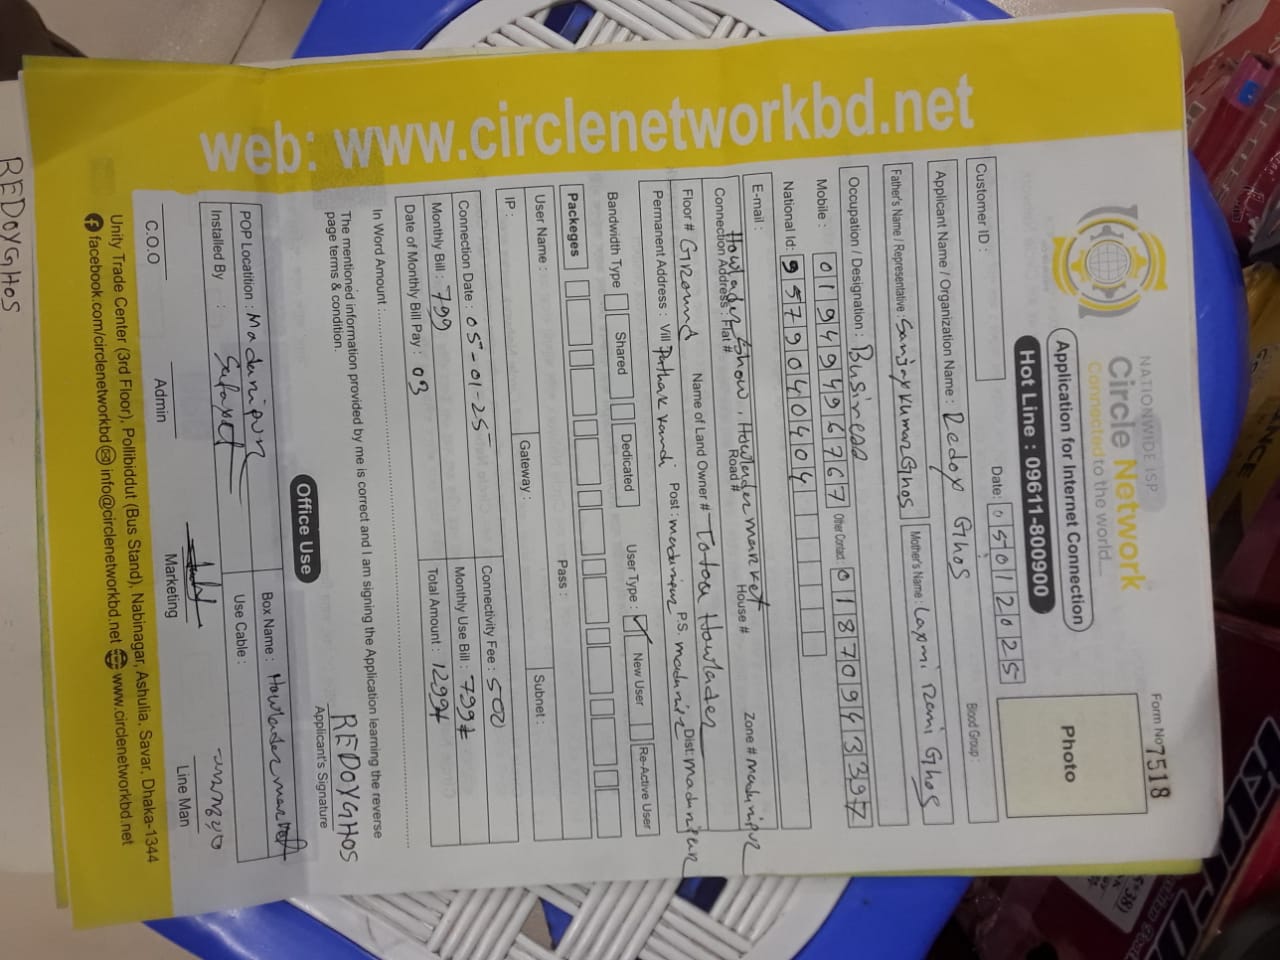 NATIONWIDE ISP
Circle Network
Connected to the world....
Application for Internet Connection
Hot Line : 09611-800900
Form No 7518
Photo
Date: 05012025
Customer ID :
Applicant Name / Organization Name : Redoy Ghos
Blood Group :
Father's Name / Representative : Sanjay Kumar Ghos
Mother's Name : Laxmi Rani Ghos
Occupation / Designation : Business
Mobile : 01949496767 Other Contact 01870943397
National Id: 9579040404
E-mail :
Howlader Show, Howlader market
Connection Address : Flat # Road # House # Zone # madaripur
Floor # Ground Name of Land Owner # Totoa Howlader
Permanent Address : Vill Pathak Kandi Post : madaripur P.S. madaripur Dist: madaripur
Bandwidth Type Shared Dedicated User Type : New User Re-Active User
Packeges
User Name : Pass :
IP : Gateway : Subnet :
Connection Date : 05-01-25 Connectivity Fee : 500
Monthly Bill : 799 Monthly Use Bill : 799
Date of Monthly Bill Pay : 03 Total Amount : 1299
In Word Amount
The mentioned information provided by me is correct and I am signing the Application learning the reverse
page terms & condition.
REDOYGHOS
Applicant's Signature
Office Use
POP Locatition : Madaripur Box Name : Howlader market
Installed By : Use Cable :
C.O.O Admin Marketing Line Man
Unity Trade Center (3rd Floor), Pollibiddut (Bus Stand), Nabinagar, Ashulia, Savar, Dhaka-1344
facebook.com/circlenetworkbd info@circlenetworkbd.net www.circlenetworkbd.net
web: www.circlenetworkbd.net
REDOYGHOS